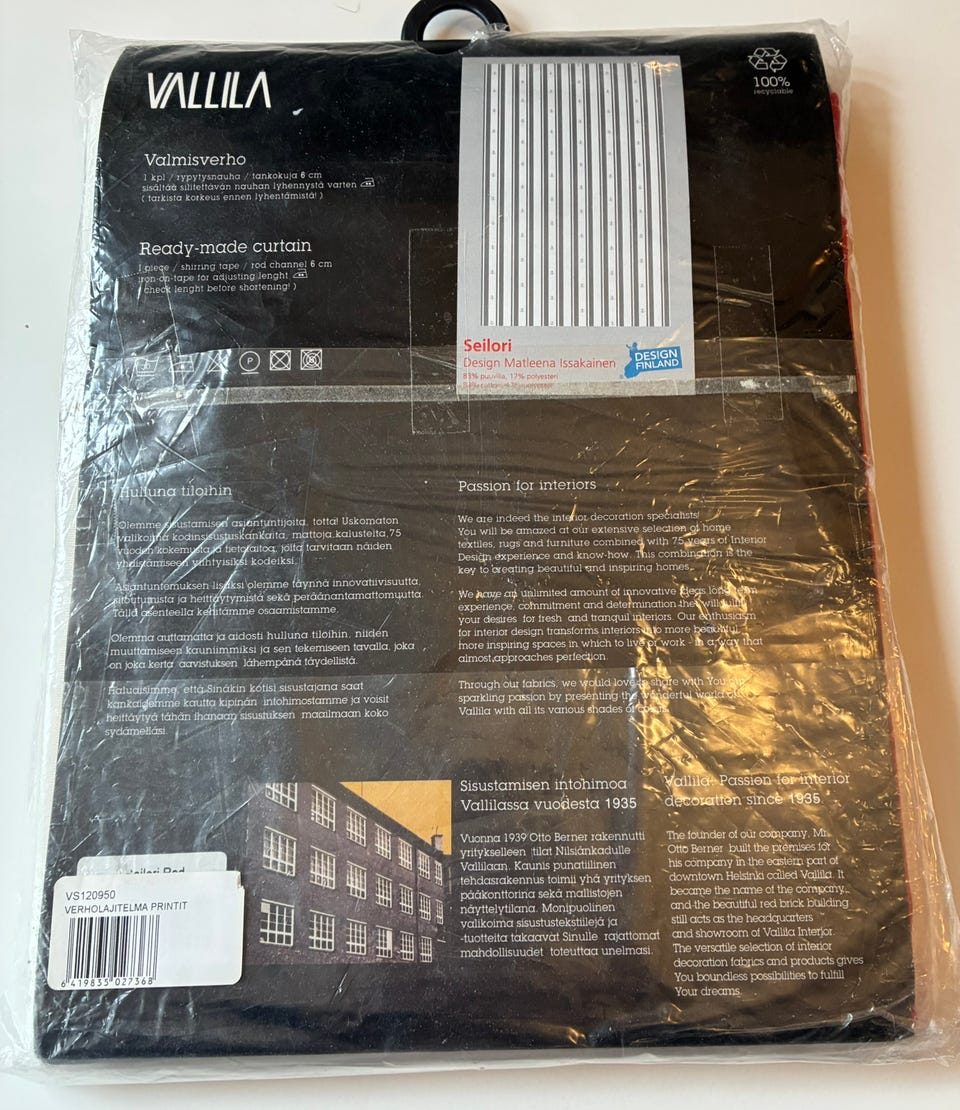 VALLILA
100%
recyclable
Valmisverho
1 kpl / rypytysnauha / tankokuja 6 cm
sisältää silitettävän nauhan lyhennystä varten
( tarkista korkeus ennen lyhentämistä! )
Ready-made curtain
1 piece / shirring tape / rod channel 6 cm
iron-on-tape for adjusting lenght
check lenght before shortening! )
P
Seilori
Design Matleena Issakainen
83% puuvilla, 17% polyesteri
DESIGN
FINLAND
Hulluna tiloihin
Olemme sisustamisen asiantuntijoita, totta! Uskomaton
valikoima kodinsisustuskankaita, mattoja, kalusteita, 75
vuoden kokemusta ja tietotaitoa, joita tarvitaan näiden
yhdistämiseen viihtyisiksi kodeiksi.
Asiantuntemuksen lisäksi olemme täynnä innovatiivisuutta,
sitoutumista ja heittäytymistä sekä peräänantamattomuutta.
Tällä asenteella kehitämme osaamistamme.
Olemma auttamatta ja aidosti hulluna tiloihin, niiden
muuttamiseen kauniimmiksi ja sen tekemiseen tavalla, joka
on joka kerta aavistuksen lähempänä täydellistä.
Haluaisimme, että Sinäkin kotisi sisustajana saat
kankaidemme kautta kipinän intohimostamme ja voisit
heittäytyä tähän ihanaan sisustuksen maailmaan koko
sydämelläsi.
Passion for interiors
We are indeed the interior decoration specialists!
You will be amazed at our extensive selection of home
textiles, rugs and furniture combined with 75 years of Interior
Design experience and know-how. This combination is the
key to creating beautiful and inspiring homes.
We have an unlimited amount of innovative ideas, long term
experience, commitment and determination the will fulfil
your desires for fresh and tranquil interiors. Our enthusiasm
for interior design transforms interiors into more beautiful,
more inspiring spaces in which to live or work - in a way that
almost approaches perfection.
Through our fabrics, we would love to share with You our
sparkling passion by presenting the wonderful world of
Vallila with all its various shades of colors.
Sisustamisen intohimoa
Vallilassa vuodesta 1935
Vuonna 1939 Otto Berner rakennutti
yritykselleen tilat Nilsiänkadulle
Vallilaan. Kaunis punatiilinen
tehdasrakennus toimii yhä yrityksen
pääkonttorina sekä mallistojen
näyttelytilana. Monipuolinen
valikoima sisustustekstiilejä ja
-tuotteita takaavat Sinulle rajattomat
mahdollisuudet toteuttaa unelmasi.
Vallila: Passion for interior
decoration since 1935
The founder of our company, Mr.
Otto Berner built the premises for
his company in the eastern part of
downtown Helsinki called Vallila. It
became the name of the company,
and the beautiful red brick building
still acts as the headquarters
and showroom of Vallila Interior.
The versatile selection of interior
decoration fabrics and products gives
You boundless possibilities to fulfill
Your dreams.
Seilori Red
VS120950
VERHOLAJITELMA PRINTIT
6 419835 027368